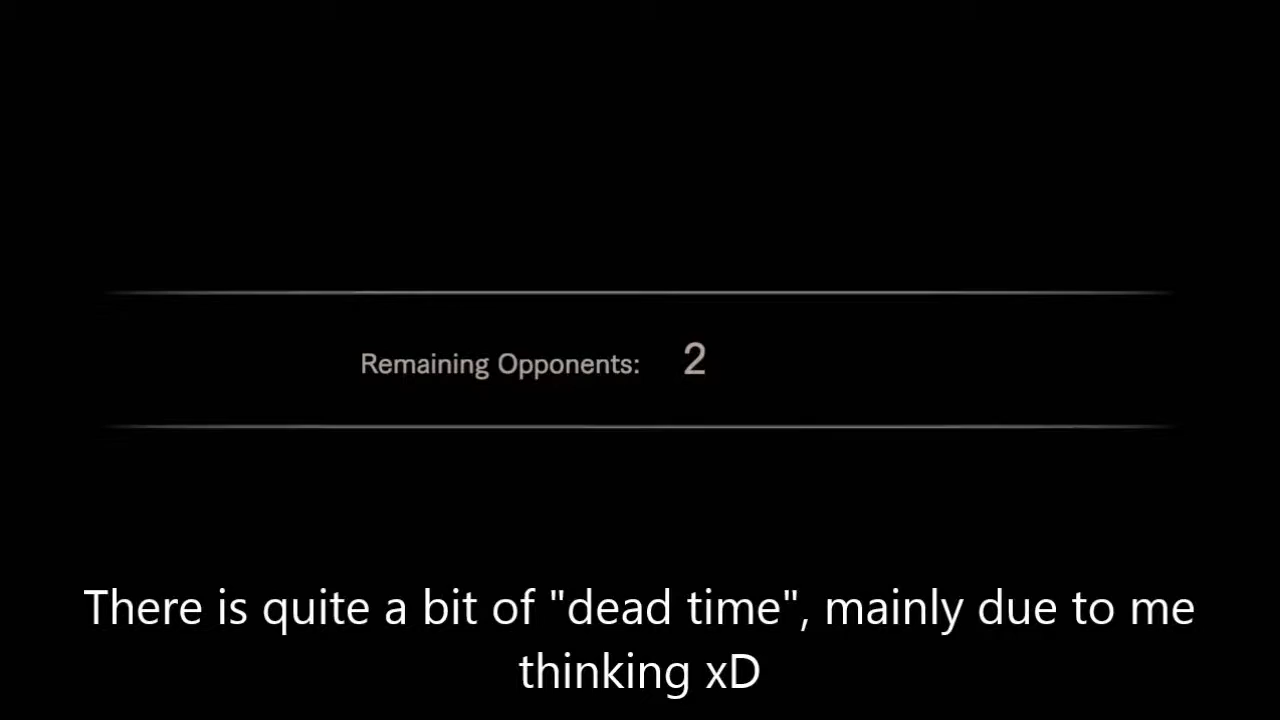 Remaining Opponents: 2
There is quite a bit of "dead time", mainly due to me
thinking xD